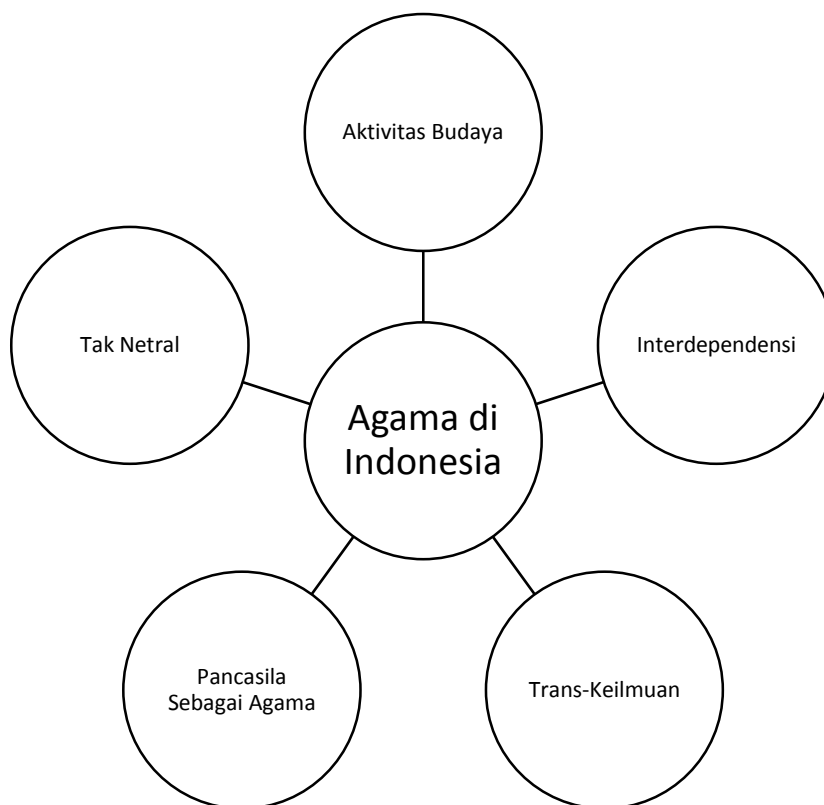 Aktivitas Budaya
Tak Netral
Interdependensi
Agama di
Indonesia
Pancasila
Sebagai Agama
Trans-Keilmuan